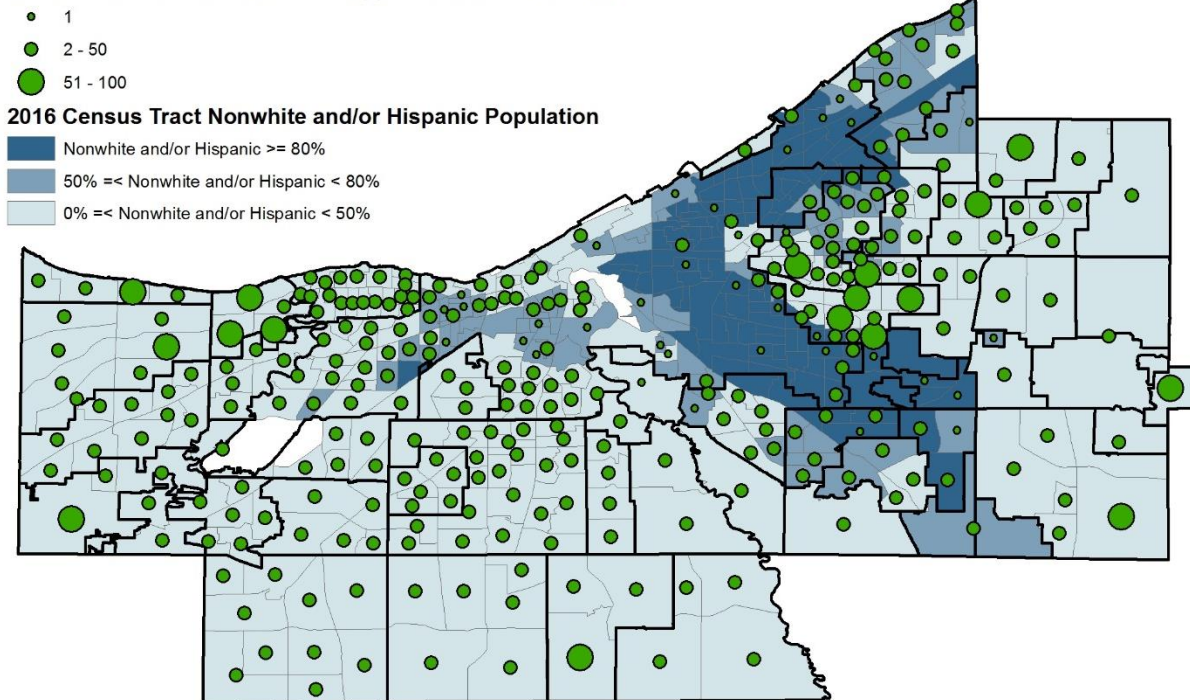 1
2 - 50
51 - 100
2016 Census Tract Nonwhite and/or Hispanic Population
Nonwhite and/or Hispanic >= 80%
50% =< Nonwhite and/or Hispanic < 80%
0% =< Nonwhite and/or Hispanic < 50%